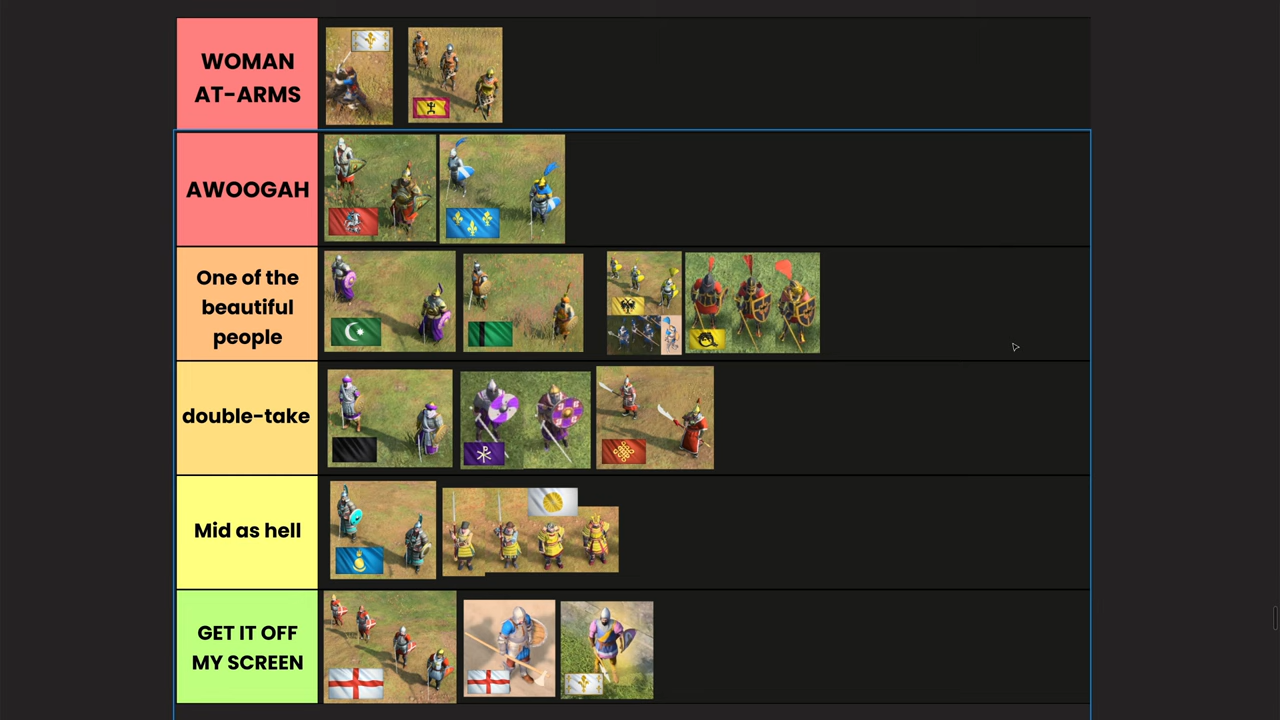 WOMAN
AT-ARMS
AWOOGAH
One of the
beautiful
people
double-take
Mid as hell
GET IT OFF
MY SCREEN